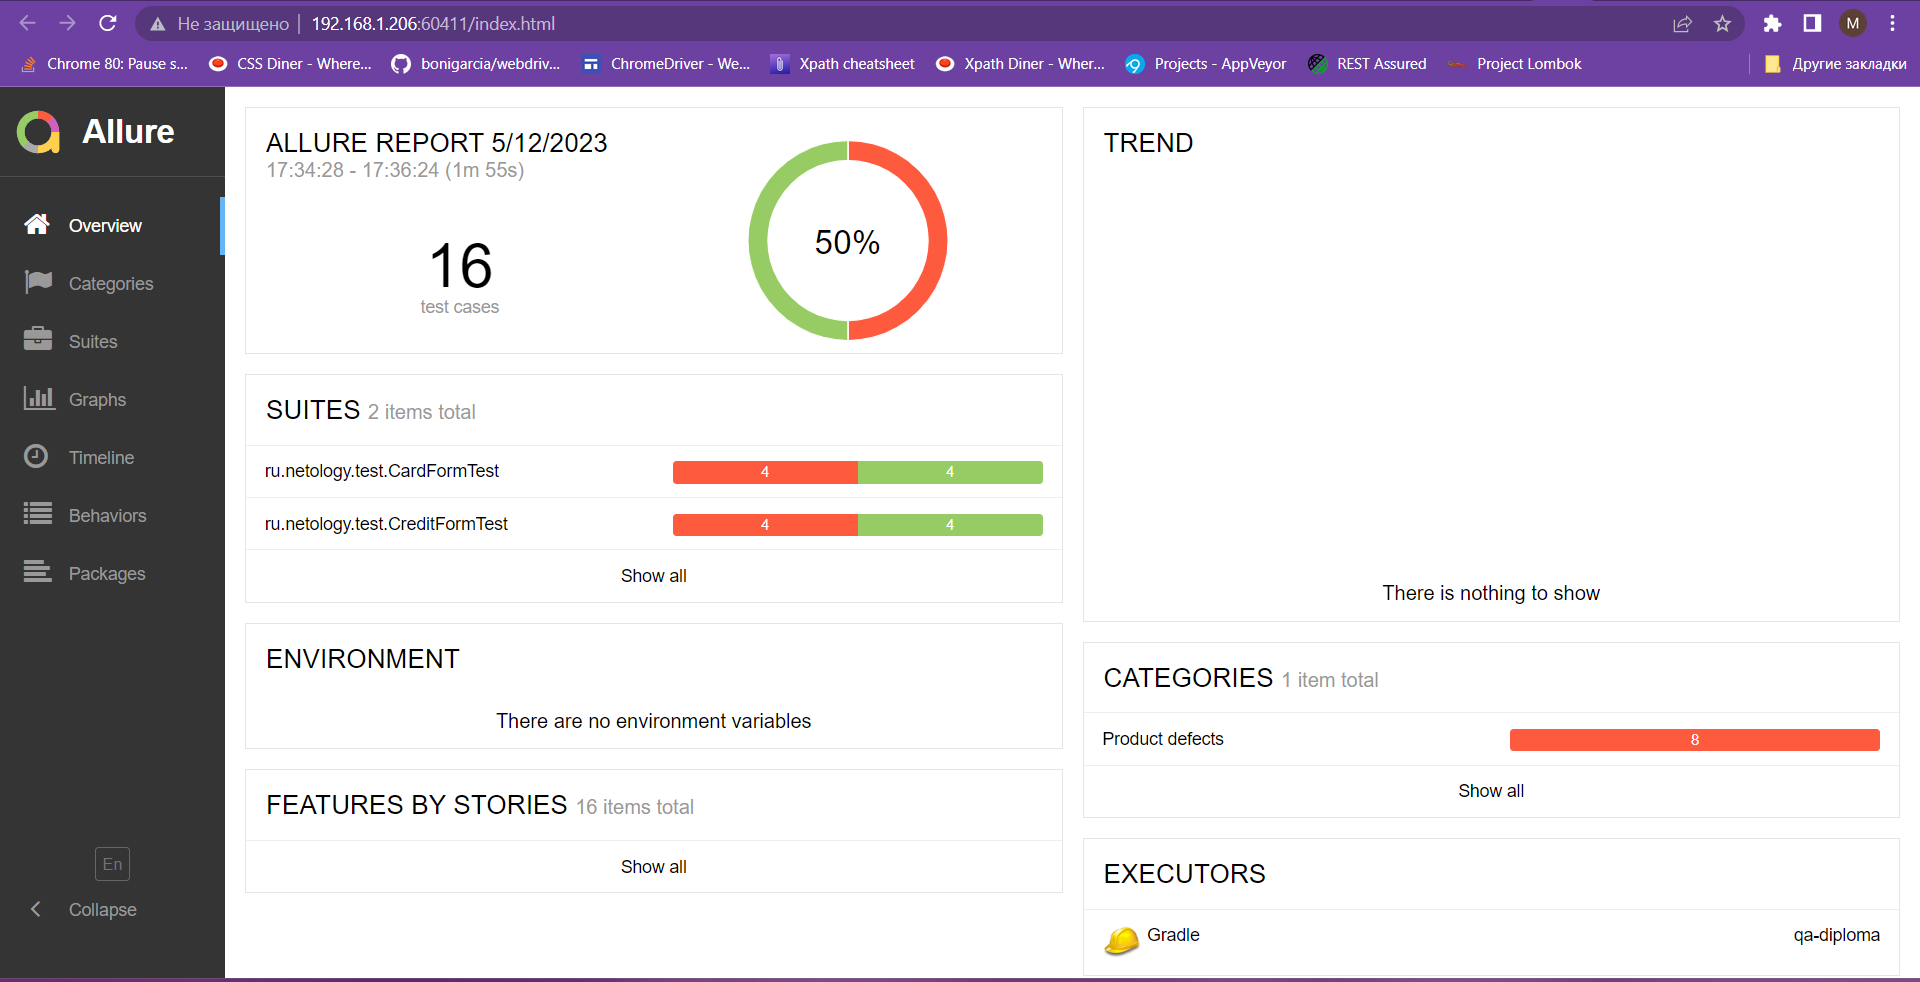 Не защищено | 192.168.1.206:60411/index.html
M
Chrome 80: Pause s...
CSS Diner - Where...
bonigarcia/webdriv...
ChromeDriver - We...
Xpath cheatsheet
Xpath Diner - Wher...
Projects - AppVeyor
REST Assured
Project Lombok
Другие закладки
Allure
Overview
Categories
Suites
Graphs
Timeline
Behaviors
Packages
En
Collapse
ALLURE REPORT 5/12/2023
17:34:28 - 17:36:24 (1m 55s)
16
test cases
50%
SUITES 2 items total
ru.netology.test.CardFormTest 4 4
ru.netology.test.CreditFormTest 4 4
Show all
ENVIRONMENT
There are no environment variables
FEATURES BY STORIES 16 items total
Show all
TREND
There is nothing to show
CATEGORIES 1 item total
Product defects 8
Show all
EXECUTORS
Gradle qa-diploma